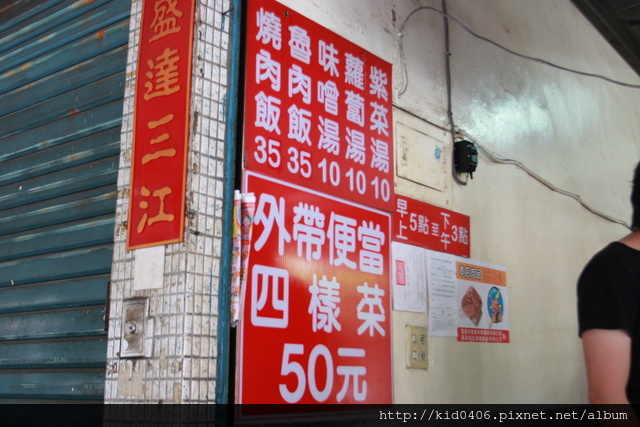 盛達三江
紫菜湯10
蘿蔔湯10
味噌湯10
魯肉飯35
燒肉飯35
外帶便當
四樣菜
50元
早上5點至下午3點
http://kid0406.pixnet.net/album